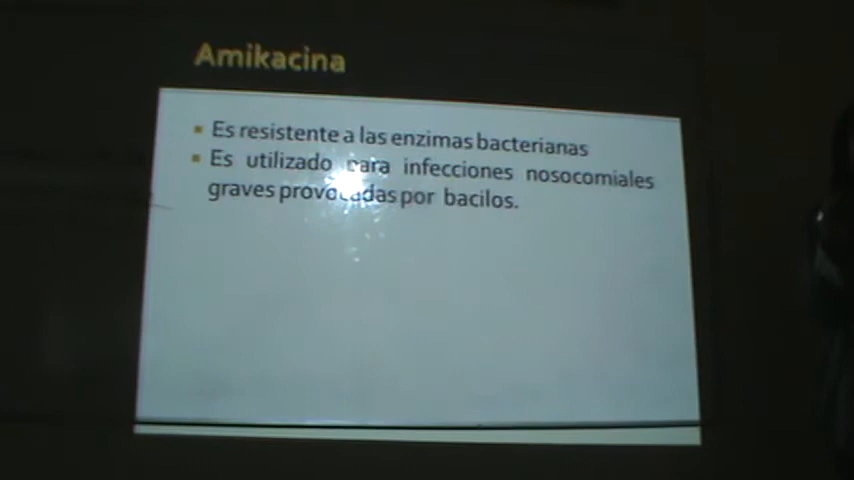 Amikacina
▪ Es resistente a las enzimas bacterianas
▪ Es utilizado para infecciones nosocomiales
graves provocadas por bacilos.